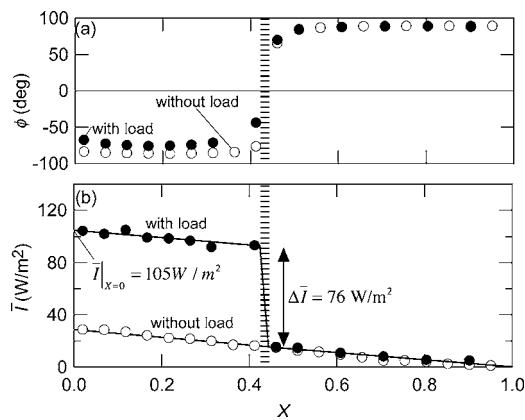 100
(a)
50
0
-50
-100
ϕ (deg)
without load
with load
(b)
120
80
40
0
Ī (W/m²)
with load
Ī|X=0 = 105W / m²
ΔĪ = 76 W/m²
without load
0.0 0.2 0.4 0.6 0.8 1.0
X